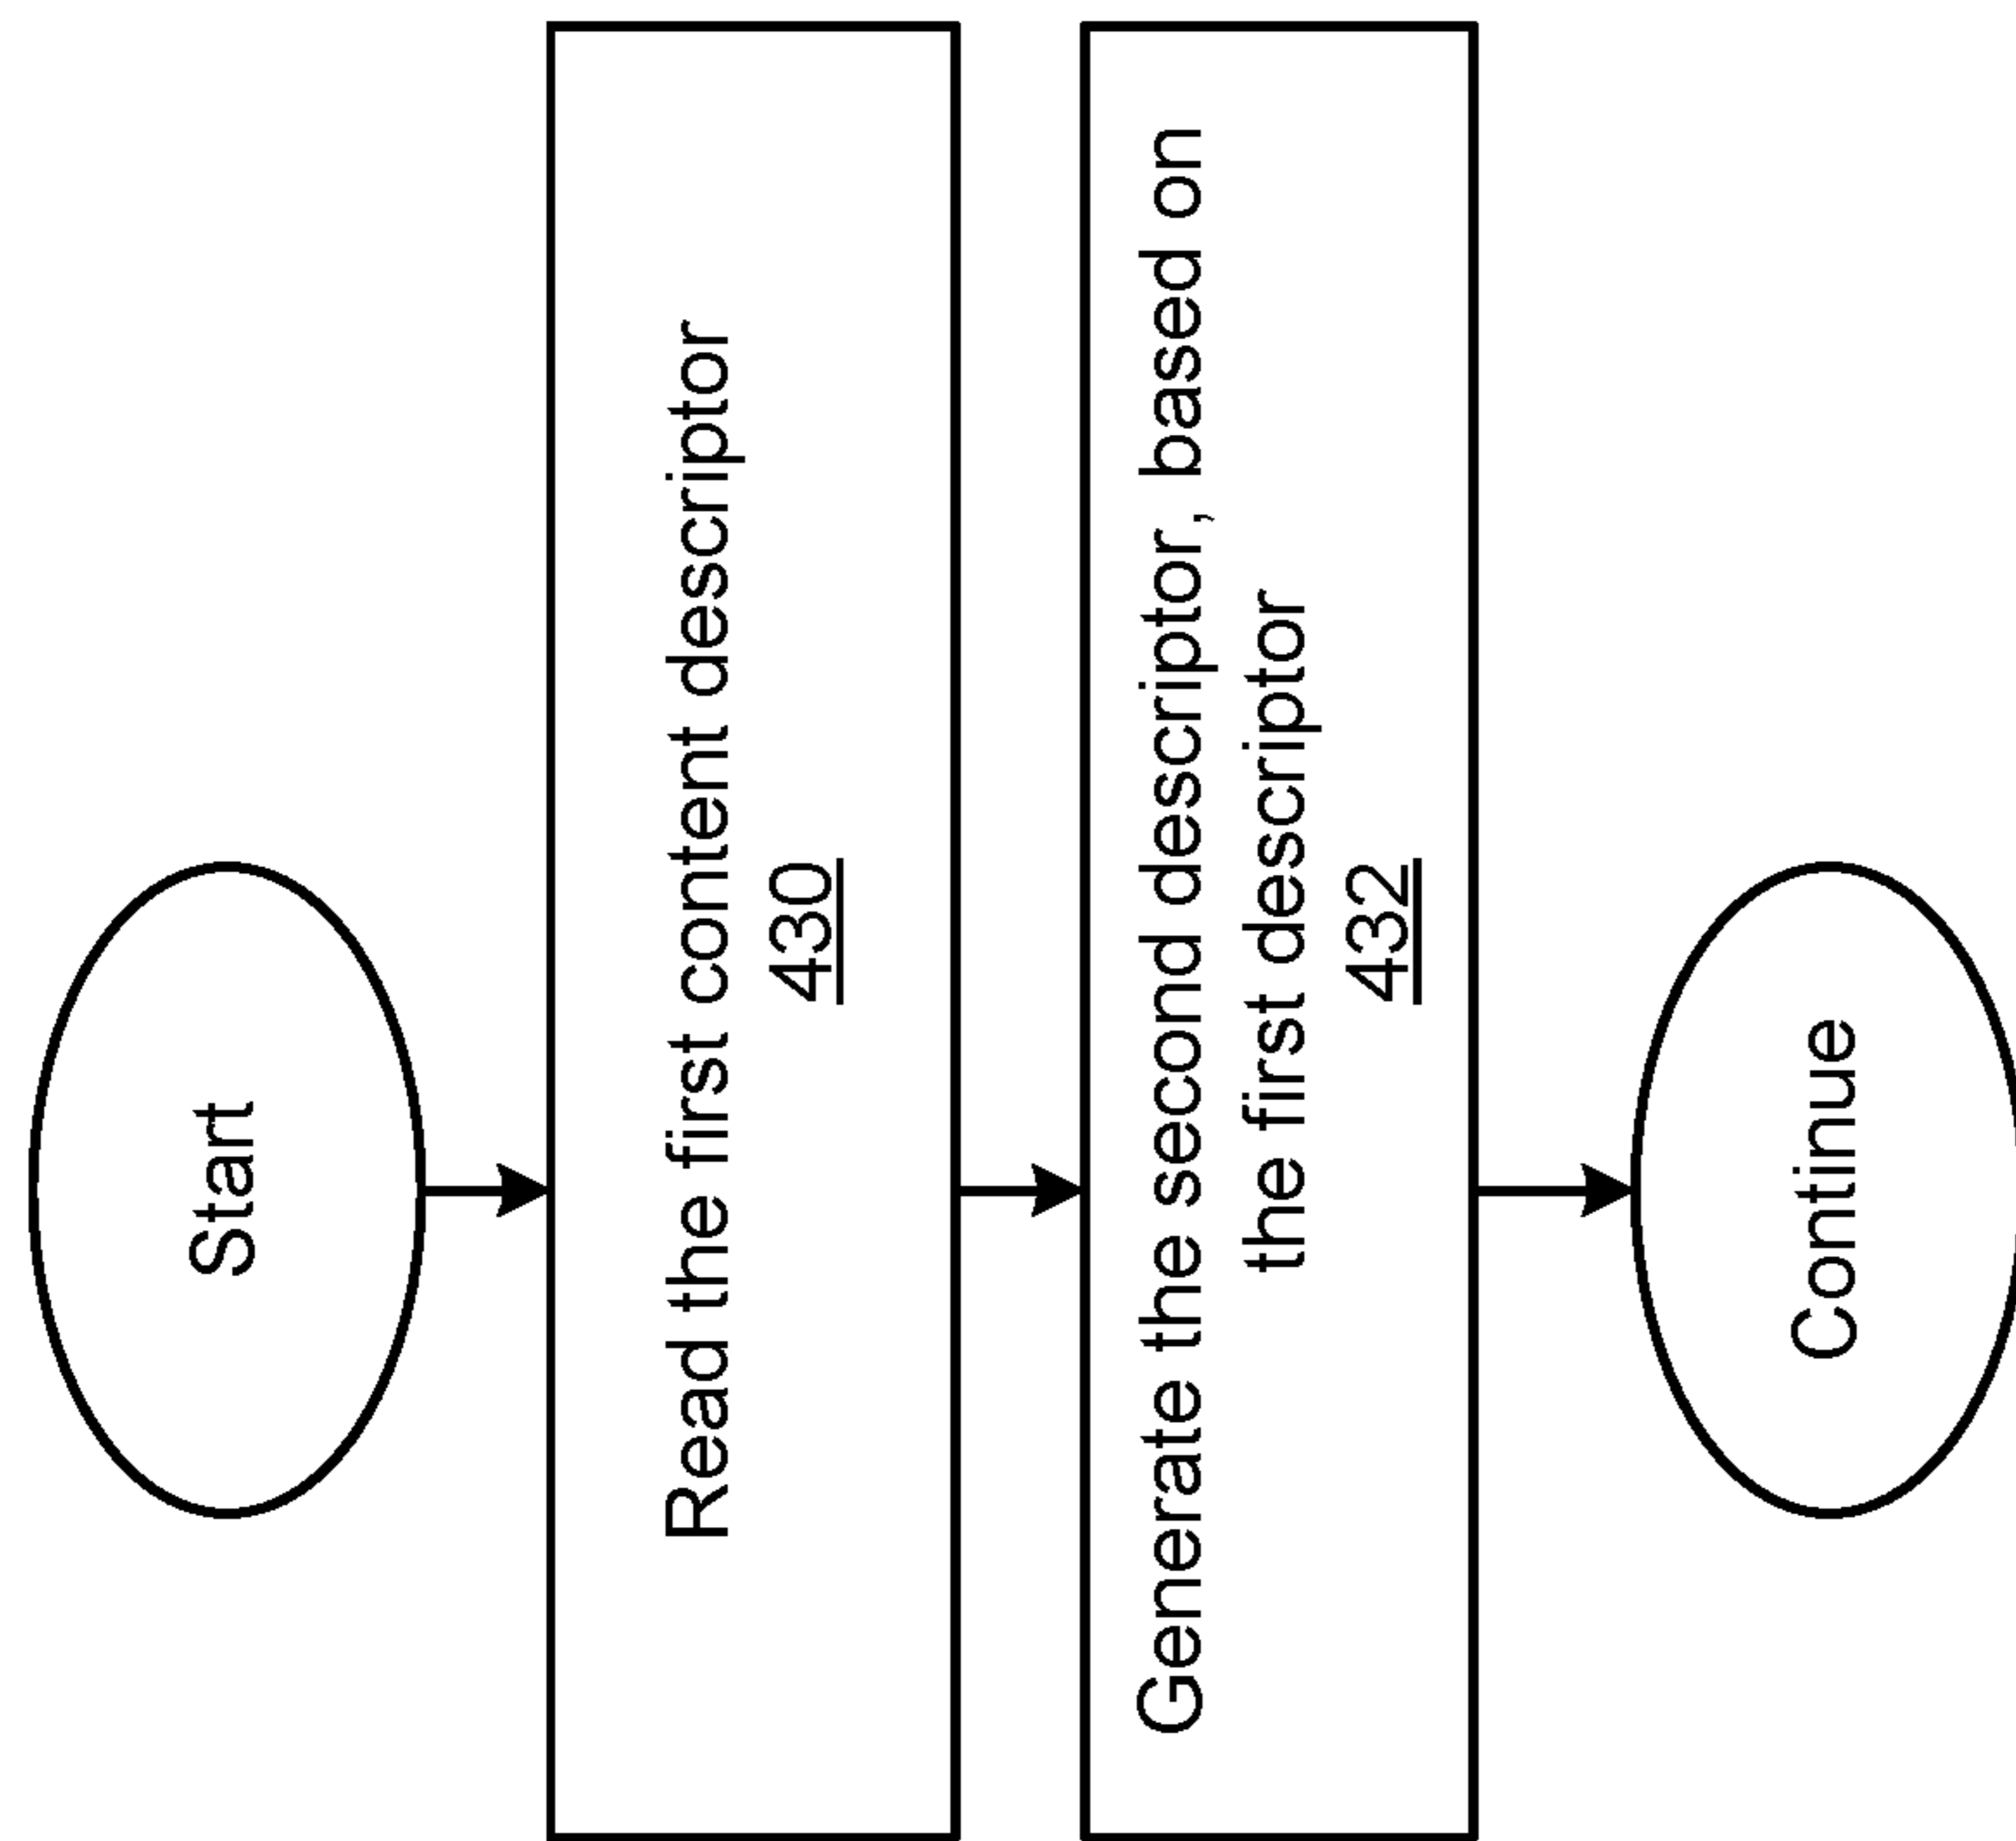 Start
Read the first content descriptor
430
Generate the second descriptor, based on
the first descriptor
432
Continue